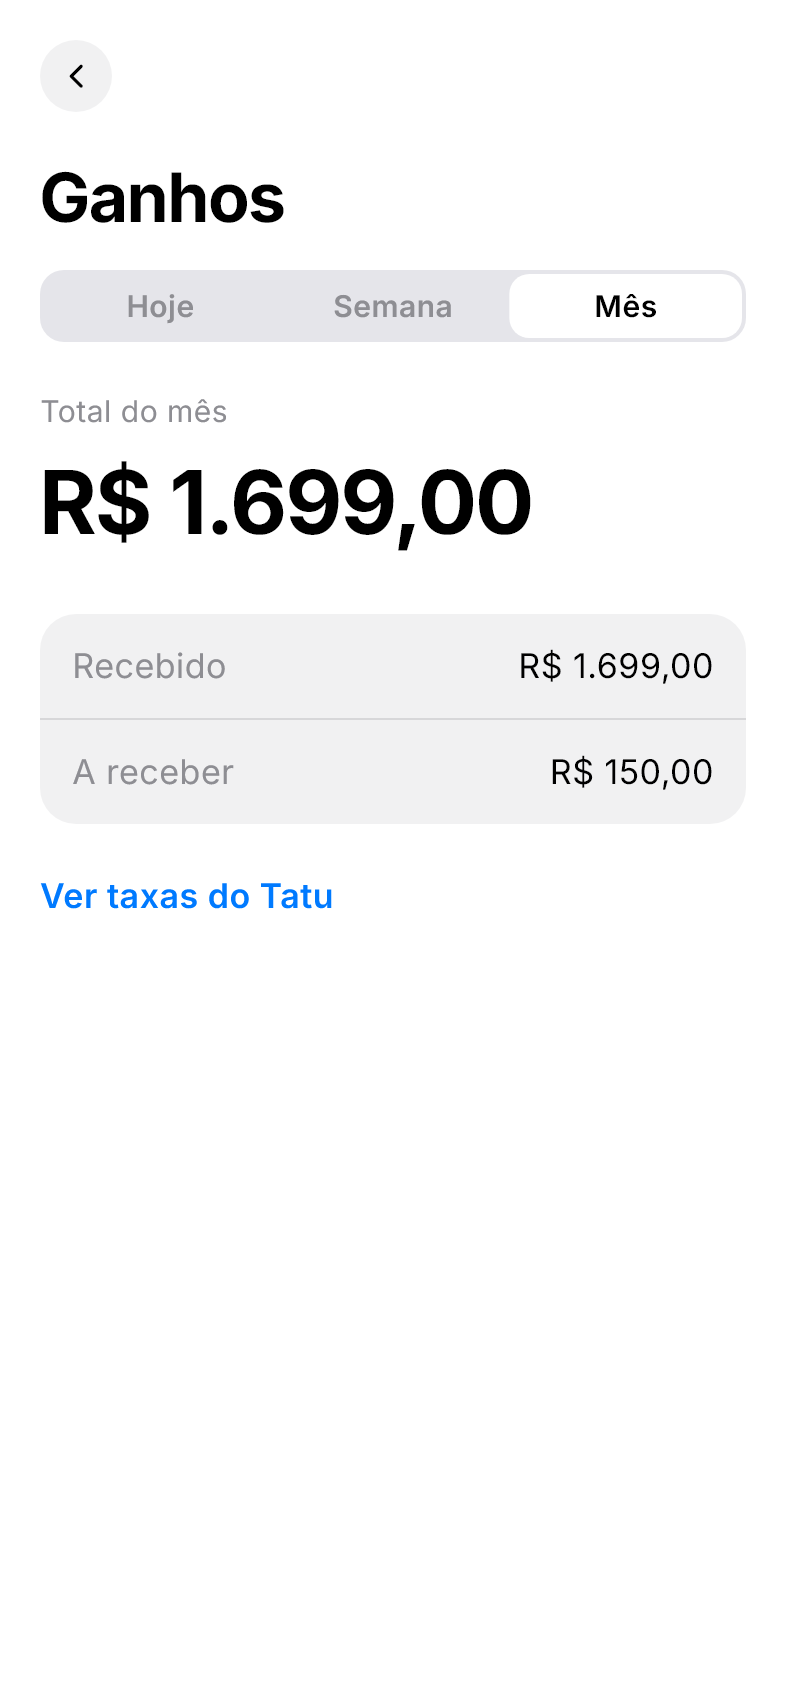 Ganhos
Hoje Semana Mês
Total do mês
R$ 1.699,00
Recebido R$ 1.699,00
A receber R$ 150,00
Ver taxas do Tatu